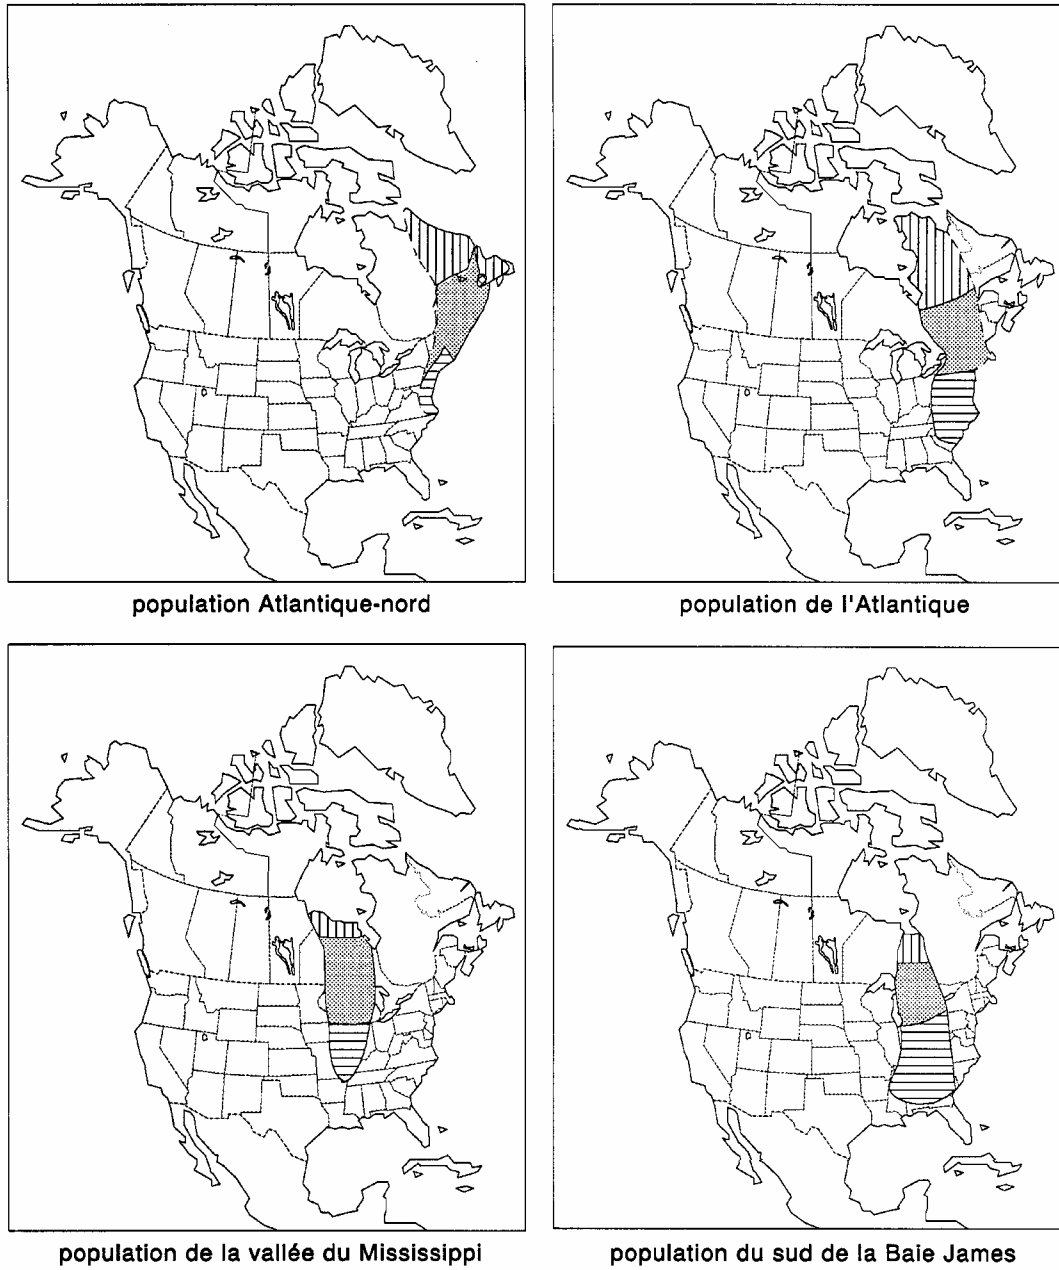 population Atlantique-nord
population de l'Atlantique
population de la vallée du Mississippi
population du sud de la Baie James